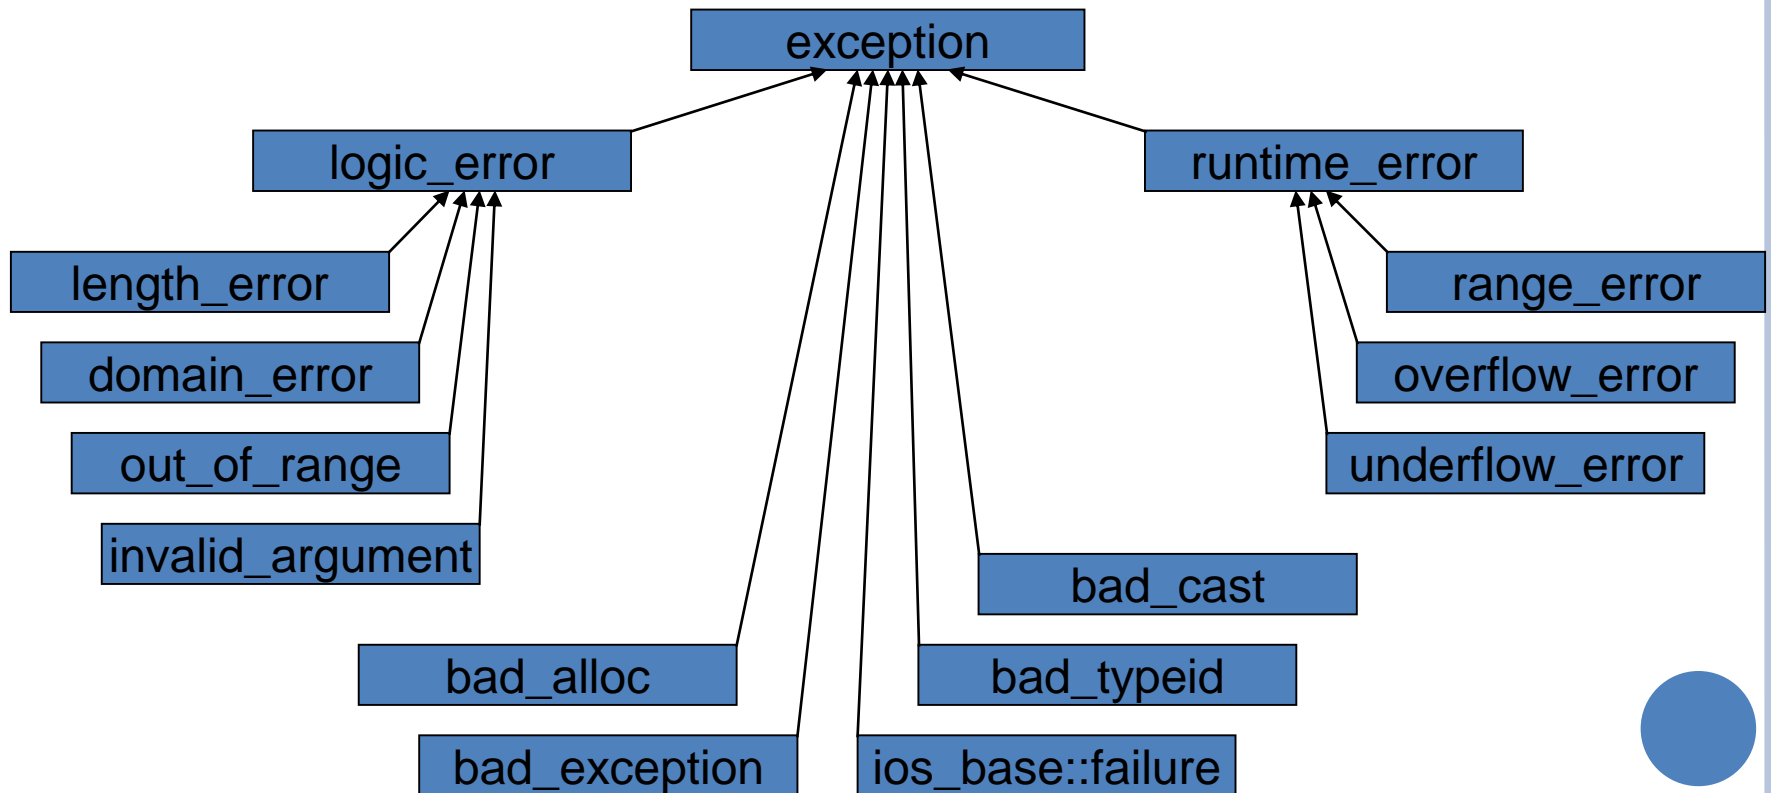 exception
logic_error
runtime_error
length_error
range_error
domain_error
overflow_error
out_of_range
underflow_error
invalid_argument
bad_cast
bad_alloc
bad_typeid
bad_exception
ios_base::failure